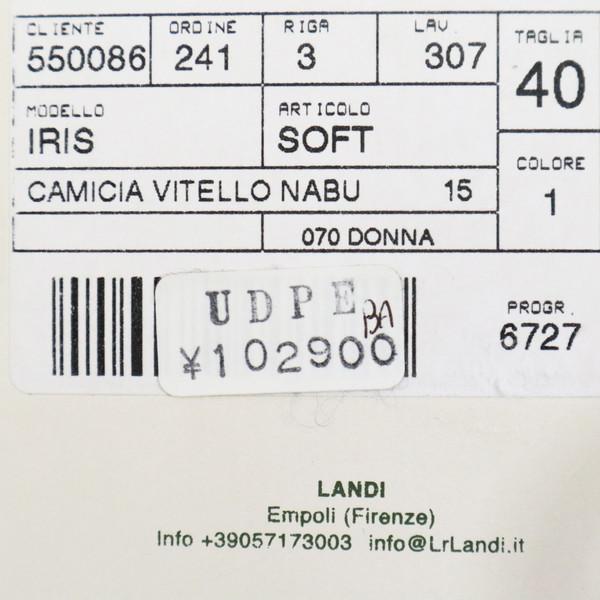 CLIENTE ORDINE RIGA LAV TAGLIA
550086 241 3 307 40
MODELLO ARTICOLO
IRIS SOFT
COLORE
CAMICIA VITELLO NABU 15 1
070 DONNA
UDPE
BA
¥102900
PROGR.
6727
LANDI
Empoli (Firenze)
Info +39057173003 info@LrLandi.it